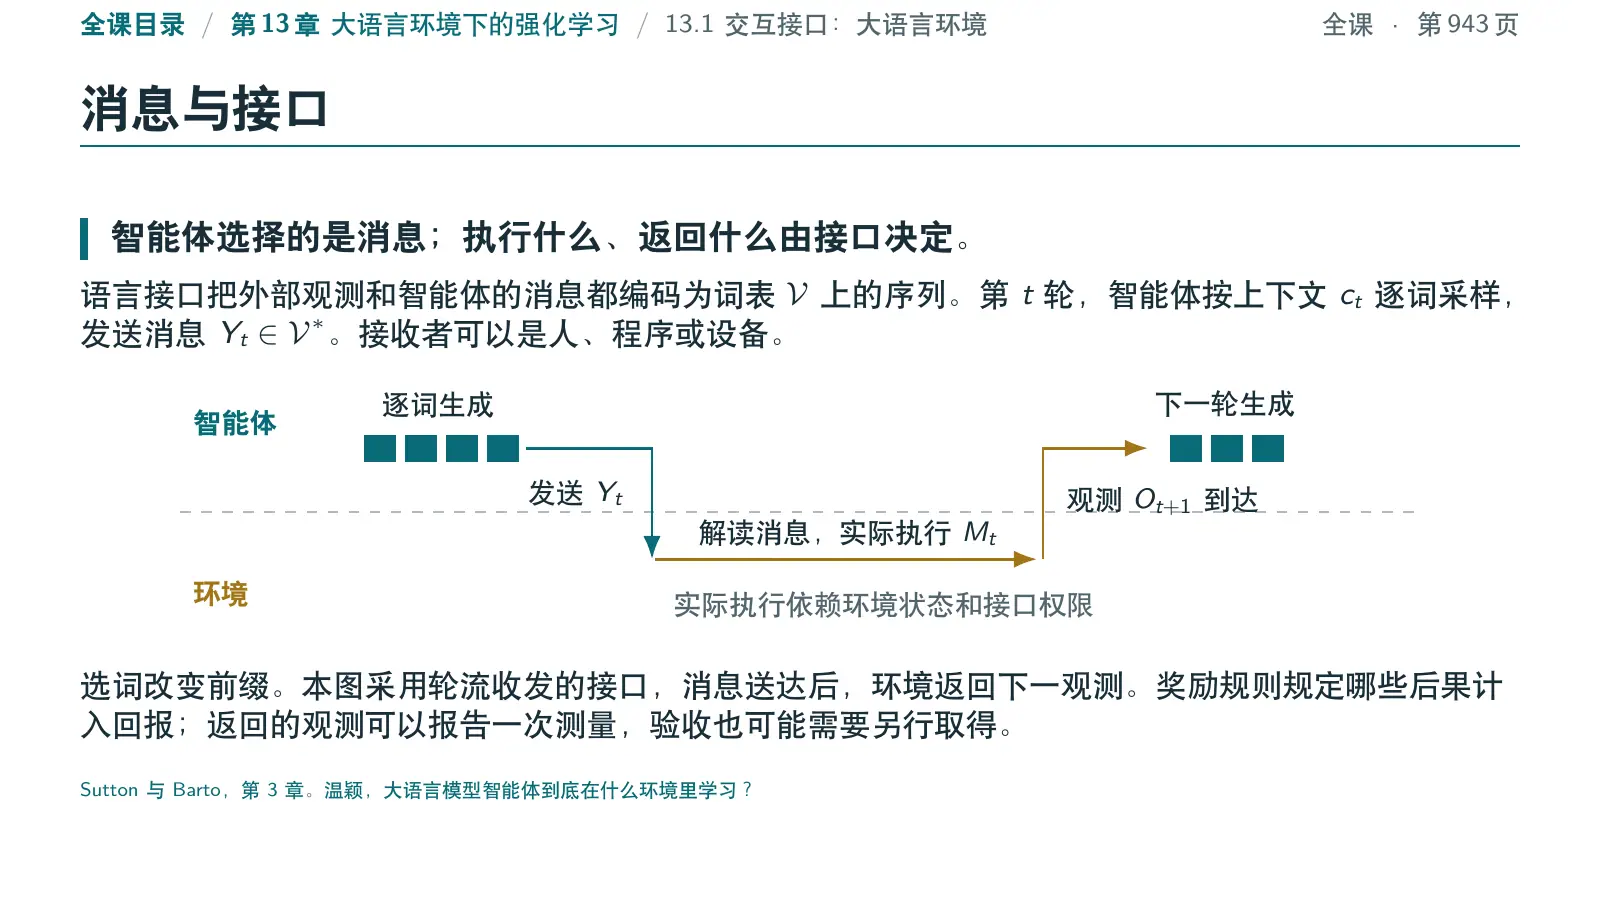 全课目录 / 第 13 章 大语言环境下的强化学习 / 13.1 交互接口：大语言环境
全课 · 第 943 页
消息与接口
智能体选择的是消息；执行什么、返回什么由接口决定。
语言接口把外部观测和智能体的消息都编码为词表 𝒱 上的序列。第 t 轮，智能体按上下文 c_t 逐词采样，
发送消息 Y_t ∈ 𝒱*。接收者可以是人、程序或设备。
逐词生成
下一轮生成
智能体
发送 Y_t
观测 O_{t+1} 到达
解读消息，实际执行 M_t
环境
实际执行依赖环境状态和接口权限
选词改变前缀。本图采用轮流收发的接口，消息送达后，环境返回下一观测。奖励规则规定哪些后果计
入回报；返回的观测可以报告一次测量，验收也可能需要另行取得。
Sutton 与 Barto，第 3 章。温颖，大语言模型智能体到底在什么环境里学习？